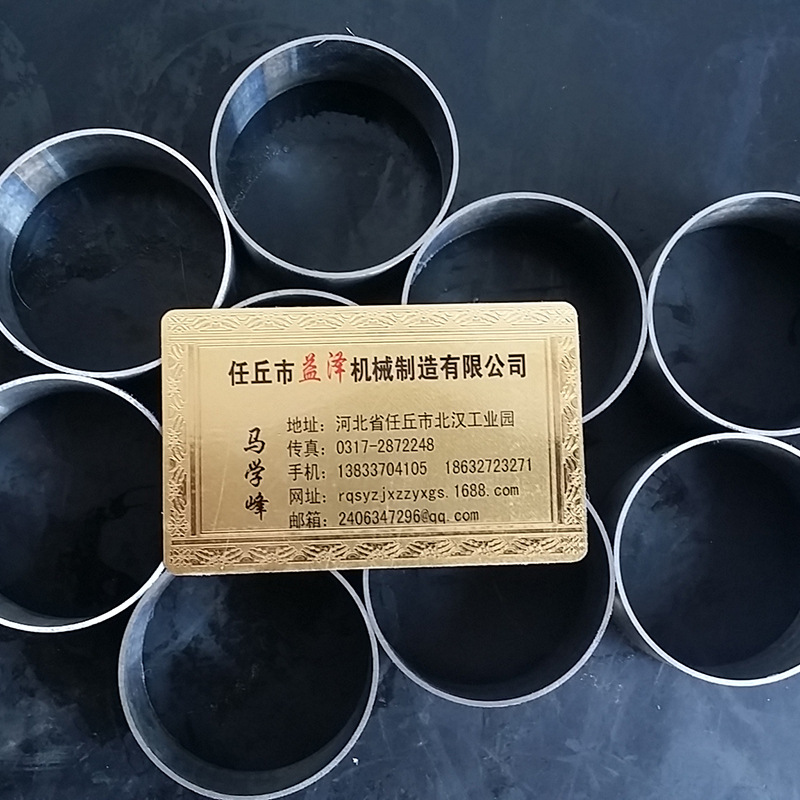 任丘市益泽机械制造有限公司
马学峰
地址：河北省任丘市北汉工业园
传真：0317-2872248
手机：13833704105 18632723271
网址：rqsyzjxzzyxgs.1688.com
邮箱：2406347296@qq.com